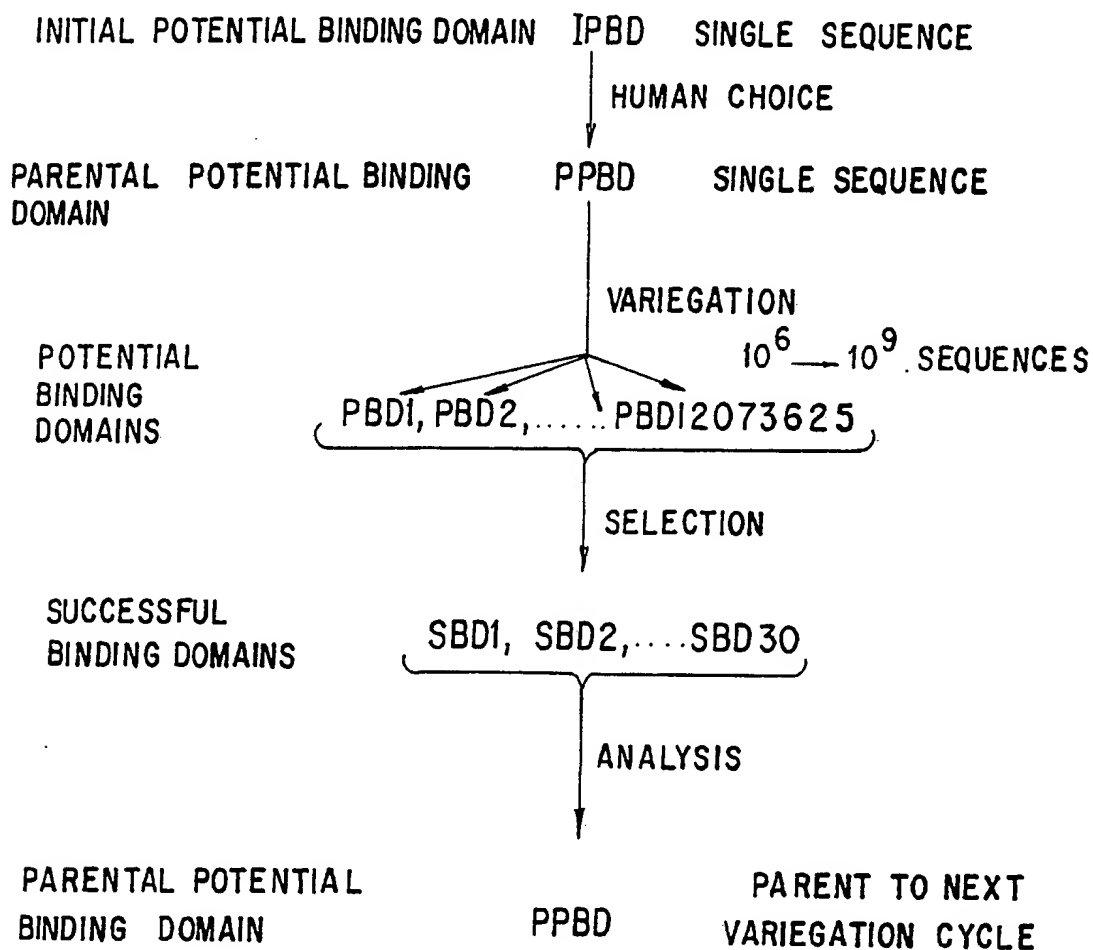 INITIAL POTENTIAL BINDING DOMAIN IPBD SINGLE SEQUENCE
HUMAN CHOICE
PARENTAL POTENTIAL BINDING DOMAIN PPBD SINGLE SEQUENCE
VARIEGATION
10^6 → 10^9 SEQUENCES
POTENTIAL
BINDING
DOMAINS
PBD1, PBD2,...... PBD12073625
SELECTION
SUCCESSFUL
BINDING DOMAINS
SBD1, SBD2,....SBD30
ANALYSIS
PARENTAL POTENTIAL
BINDING DOMAIN
PPBD
PARENT TO NEXT
VARIEGATION CYCLE